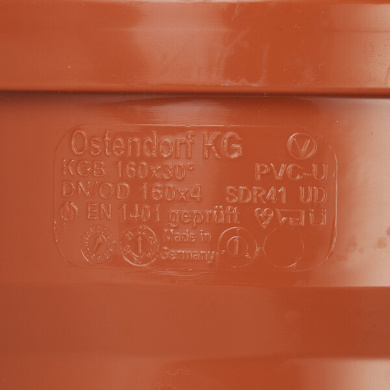 Ostendorf KG
KGB 160x30° PVC-U
DN/OD 160x4 SDR41 UD
EN 1401 geprüft
Made in
Germany